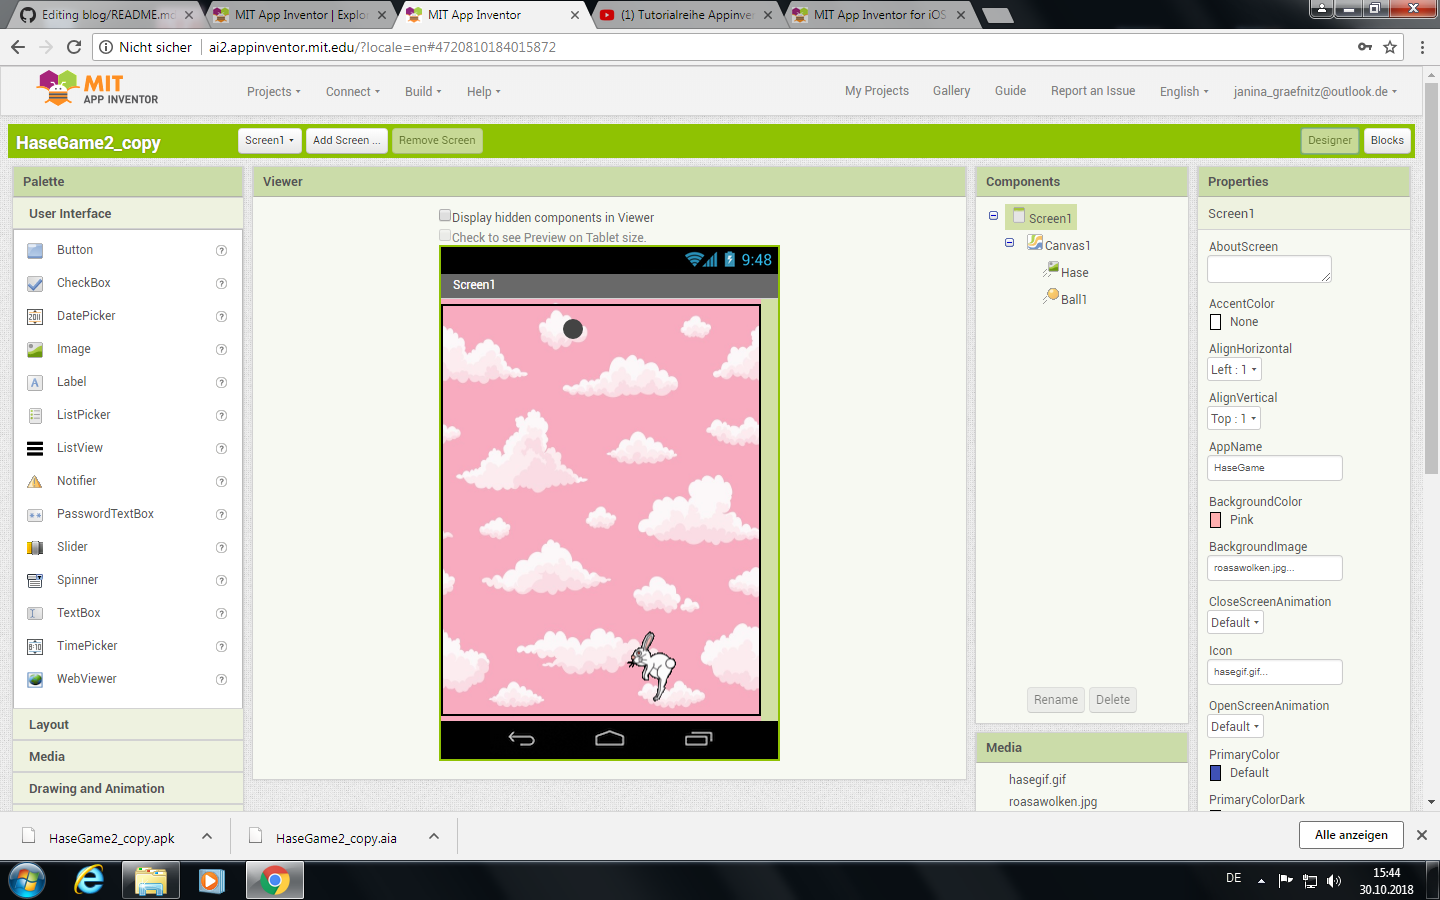 Editing blog/README.md
MIT App Inventor | Explo
MIT App Inventor
(1) Tutorialreihe Appinve
MIT App Inventor for iOS
Nicht sicher
ai2.appinventor.mit.edu/?locale=en#4720810184015872
MIT
APP INVENTOR
Projects
Connect
Build
Help
My Projects
Gallery
Guide
Report an Issue
English
janina_graefnitz@outlook.de
HaseGame2_copy
Screen1
Add Screen ...
Remove Screen
Designer
Blocks
Palette
User Interface
Button
CheckBox
DatePicker
Image
Label
ListPicker
ListView
Notifier
PasswordTextBox
Slider
Spinner
TextBox
TimePicker
WebViewer
Layout
Media
Drawing and Animation
Viewer
Display hidden components in Viewer
Check to see Preview on Tablet size.
9:48
Screen1
Components
Screen1
Canvas1
Hase
Ball1
Rename
Delete
Media
hasegif.gif
roasawolken.jpg
Properties
Screen1
AboutScreen
AccentColor
None
AlignHorizontal
Left : 1
AlignVertical
Top : 1
AppName
HaseGame
BackgroundColor
Pink
BackgroundImage
roasawolken.jpg...
CloseScreenAnimation
Default
Icon
hasegif.gif...
OpenScreenAnimation
Default
PrimaryColor
Default
PrimaryColorDark
HaseGame2_copy.apk
HaseGame2_copy.aia
Alle anzeigen
DE
15:44
30.10.2018